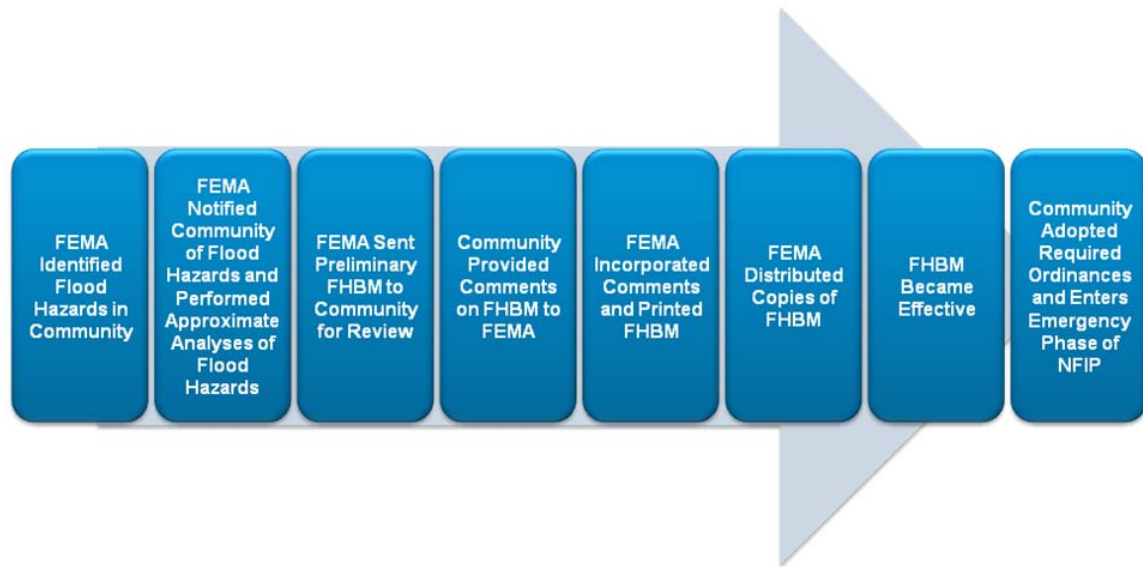 FEMA
Identified
Flood
Hazards in
Community
FEMA
Notified
Community
of Flood
Hazards and
Performed
Approximate
Analyses of
Flood
Hazards
FEMA Sent
Preliminary
FHBM to
Community
for Review
Community
Provided
Comments
on FHBM to
FEMA
FEMA
Incorporated
Comments
and Printed
FHBM
FEMA
Distributed
Copies of
FHBM
FHBM
Became
Effective
Community
Adopted
Required
Ordinances
and Enters
Emergency
Phase of
NFIP